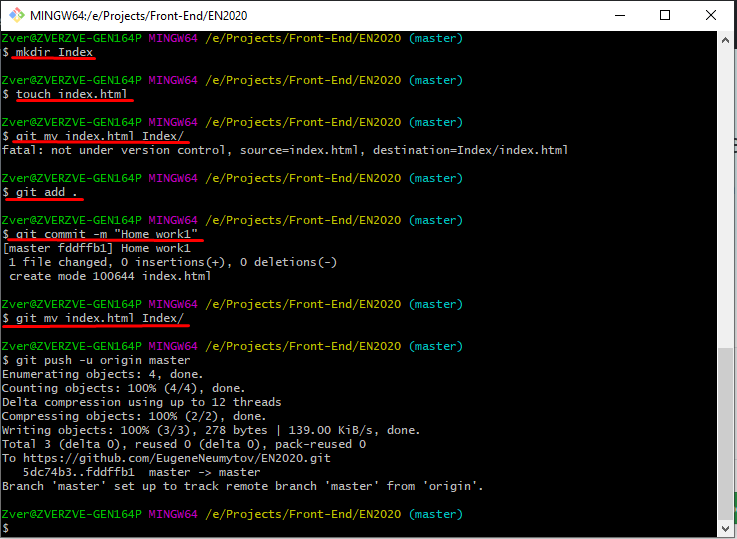 MINGW64:/e/Projects/Front-End/EN2020
Zver@ZVERZVE-GEN164P MINGW64 /e/Projects/Front-End/EN2020 (master)
$ mkdir Index
Zver@ZVERZVE-GEN164P MINGW64 /e/Projects/Front-End/EN2020 (master)
$ touch index.html
Zver@ZVERZVE-GEN164P MINGW64 /e/Projects/Front-End/EN2020 (master)
$ git mv index.html Index/
fatal: not under version control, source=index.html, destination=Index/index.html
Zver@ZVERZVE-GEN164P MINGW64 /e/Projects/Front-End/EN2020 (master)
$ git add .
Zver@ZVERZVE-GEN164P MINGW64 /e/Projects/Front-End/EN2020 (master)
$ git commit -m "Home work1"
[master fddffb1] Home work1
 1 file changed, 0 insertions(+), 0 deletions(-)
 create mode 100644 index.html
Zver@ZVERZVE-GEN164P MINGW64 /e/Projects/Front-End/EN2020 (master)
$ git mv index.html Index/
Zver@ZVERZVE-GEN164P MINGW64 /e/Projects/Front-End/EN2020 (master)
$ git push -u origin master
Enumerating objects: 4, done.
Counting objects: 100% (4/4), done.
Delta compression using up to 12 threads
Compressing objects: 100% (2/2), done.
Writing objects: 100% (3/3), 278 bytes | 139.00 KiB/s, done.
Total 3 (delta 0), reused 0 (delta 0), pack-reused 0
To https://github.com/EugeneNeumytov/EN2020.git
   5dc74b3..fddffb1  master -> master
Branch 'master' set up to track remote branch 'master' from 'origin'.
Zver@ZVERZVE-GEN164P MINGW64 /e/Projects/Front-End/EN2020 (master)
$